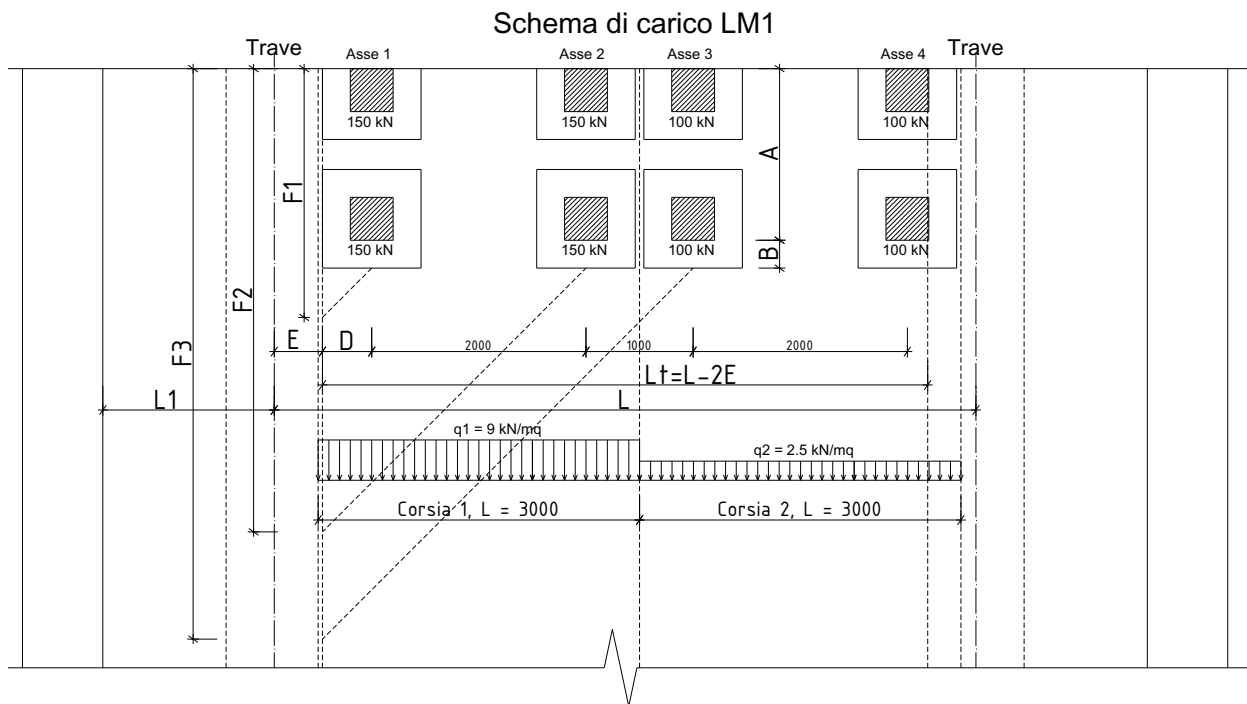 Schema di carico LM1
Trave
Asse 1
Asse 2
Asse 3
Asse 4
Trave
150 kN
150 kN
100 kN
100 kN
F1
A
150 kN
150 kN
100 kN
100 kN
B
F2
F3
E
D
2000
1000
2000
Lt=L-2E
L1
L
q1 = 9 kN/mq
q2 = 2.5 kN/mq
Corsia 1, L = 3000
Corsia 2, L = 3000